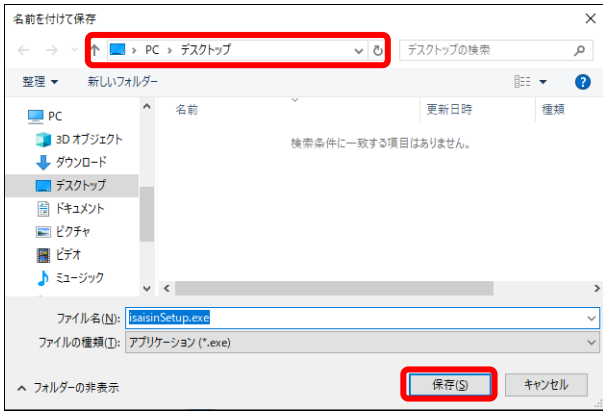 名前を付けて保存
PC › デスクトップ
デスクトップの検索
整理
新しいフォルダー
名前
更新日時
種類
検索条件に一致する項目はありません。
PC
3D オブジェクト
ダウンロード
デスクトップ
ドキュメント
ピクチャ
ビデオ
ミュージック
ファイル名(N): isaisinSetup.exe
ファイルの種類(T): アプリケーション (*.exe)
フォルダーの非表示
保存(S)
キャンセル